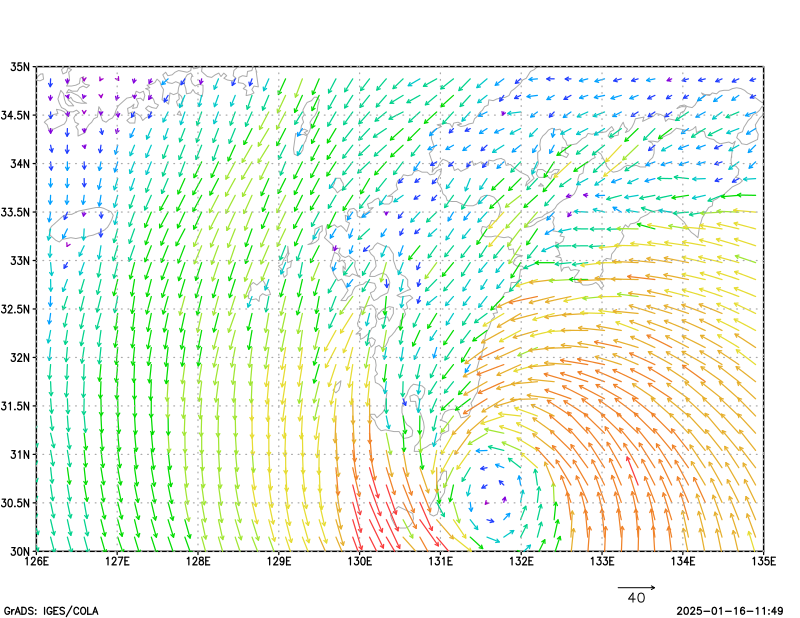 35N
34.5N
34N
33.5N
33N
32.5N
32N
31.5N
31N
30.5N
30N
126E 127E 128E 129E 130E 131E 132E 133E 134E 135E
40
GrADS: IGES/COLA 2025-01-16-11:49